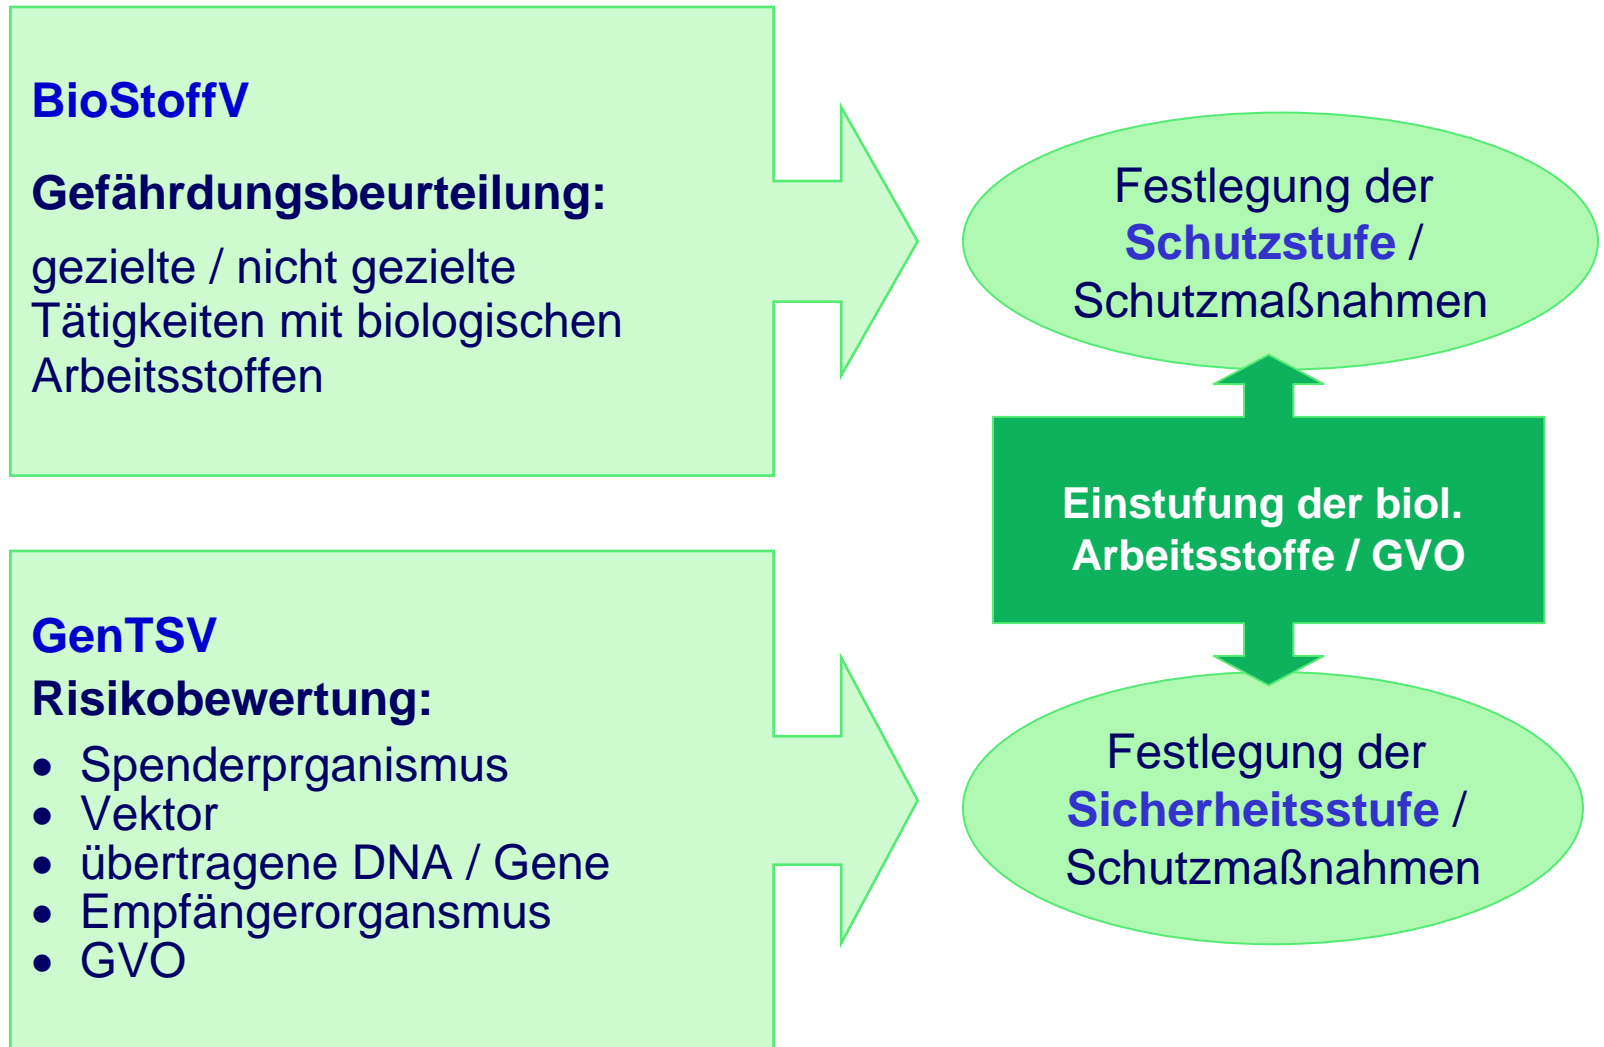 BioStoffV
Gefährdungsbeurteilung:
gezielte / nicht gezielte
Tätigkeiten mit biologischen
Arbeitsstoffen
Festlegung der
Schutzstufe /
Schutzmaßnahmen
Einstufung der biol.
Arbeitsstoffe / GVO
GenTSV
Risikobewertung:
• Spenderprganismus
• Vektor
• übertragene DNA / Gene
• Empfängerorgansmus
• GVO
Festlegung der
Sicherheitsstufe /
Schutzmaßnahmen